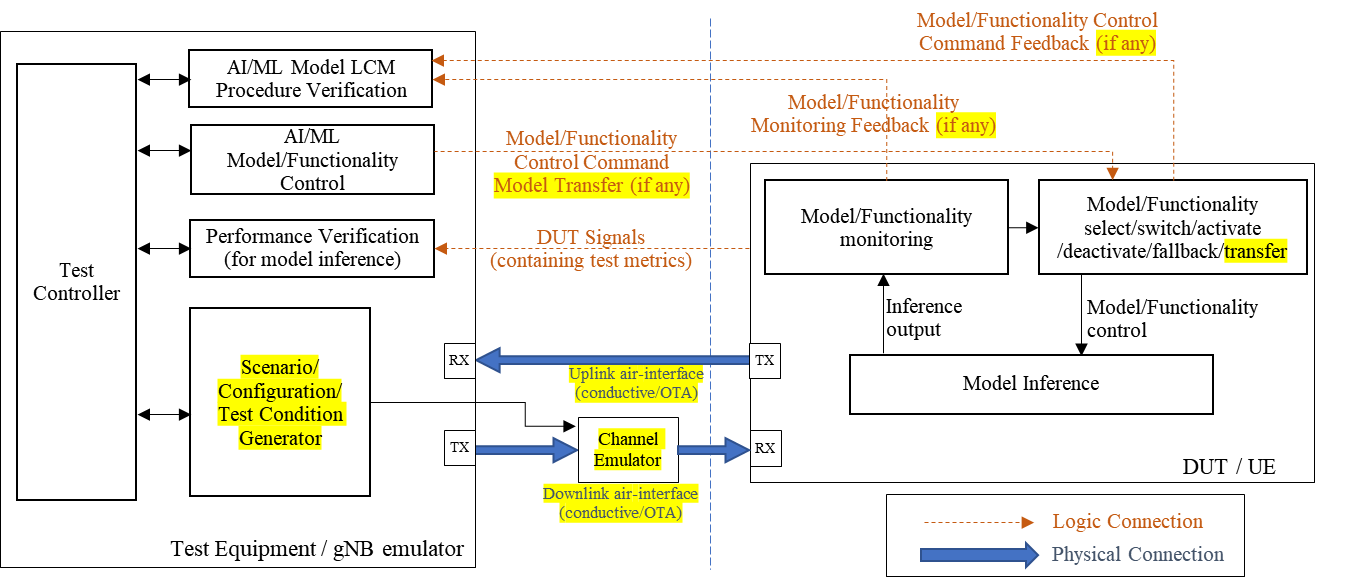 Model/Functionality Control
Command Feedback (if any)
AI/ML Model LCM
Procedure Verification
Model/Functionality
Monitoring Feedback (if any)
AI/ML
Model/Functionality
Control
Model/Functionality
Control Command
Model Transfer (if any)
Performance Verification
(for model inference)
DUT Signals
(containing test metrics)
Model/Functionality
monitoring
Model/Functionality
select/switch/activate
/deactivate/fallback/transfer
Test
Controller
Inference
output
Model/Functionality
control
Scenario/
Configuration/
Test Condition
Generator
RX
Uplink air-interface
(conductive/OTA)
TX
Model Inference
TX
Channel
Emulator
RX
Downlink air-interface
(conductive/OTA)
DUT / UE
Test Equipment / gNB emulator
Logic Connection
Physical Connection